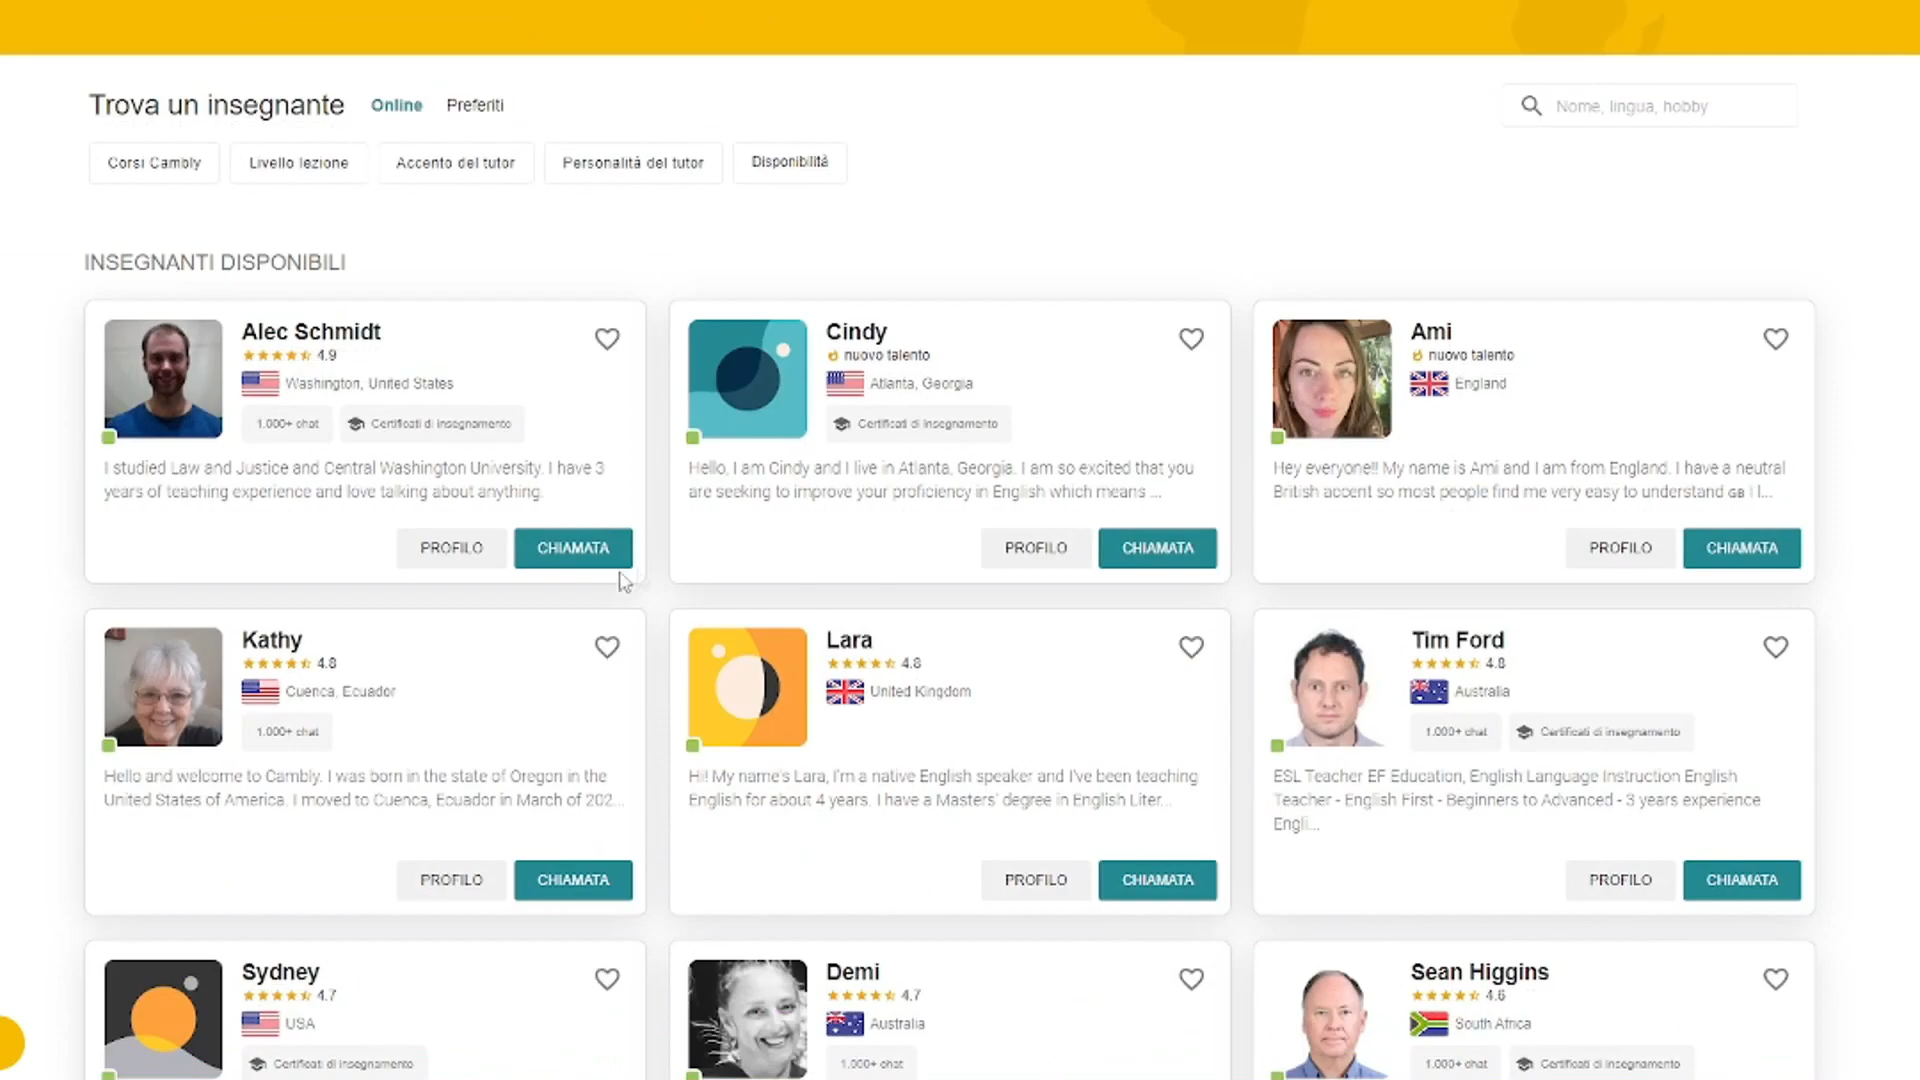 Trova un insegnante Online Preferiti
Nome, lingua, hobby
Corsi Cambly Livello lezione Accento del tutor Personalità del tutor Disponibilità
INSEGNANTI DISPONIBILI
Alec Schmidt
4.9
Washington, United States
1.000+ chat Certificati di insegnamento
I studied Law and Justice and Central Washington University. I have 3
years of teaching experience and love talking about anything.
PROFILO CHIAMATA
Cindy
nuovo talento
Atlanta, Georgia
Certificati di insegnamento
Hello, I am Cindy and I live in Atlanta, Georgia. I am so excited that you
are seeking to improve your proficiency in English which means ...
PROFILO CHIAMATA
Ami
nuovo talento
England
Hey everyone!! My name is Ami and I am from England. I have a neutral
British accent so most people find me very easy to understand GB I l...
PROFILO CHIAMATA
Kathy
4.8
Cuenca, Ecuador
1.000+ chat
Hello and welcome to Cambly. I was born in the state of Oregon in the
United States of America. I moved to Cuenca, Ecuador in March of 202...
PROFILO CHIAMATA
Lara
4.8
United Kingdom
Hi! My name's Lara, I'm a native English speaker and I've been teaching
English for about 4 years. I have a Masters' degree in English Liter...
PROFILO CHIAMATA
Tim Ford
4.8
Australia
1.000+ chat Certificati di insegnamento
ESL Teacher EF Education, English Language Instruction English
Teacher - English First - Beginners to Advanced - 3 years experience
Engli...
PROFILO CHIAMATA
Sydney
4.7
USA
Certificati di insegnamento
Demi
4.7
Australia
1.000+ chat
Sean Higgins
4.6
South Africa
1.000+ chat Certificati di insegnamento